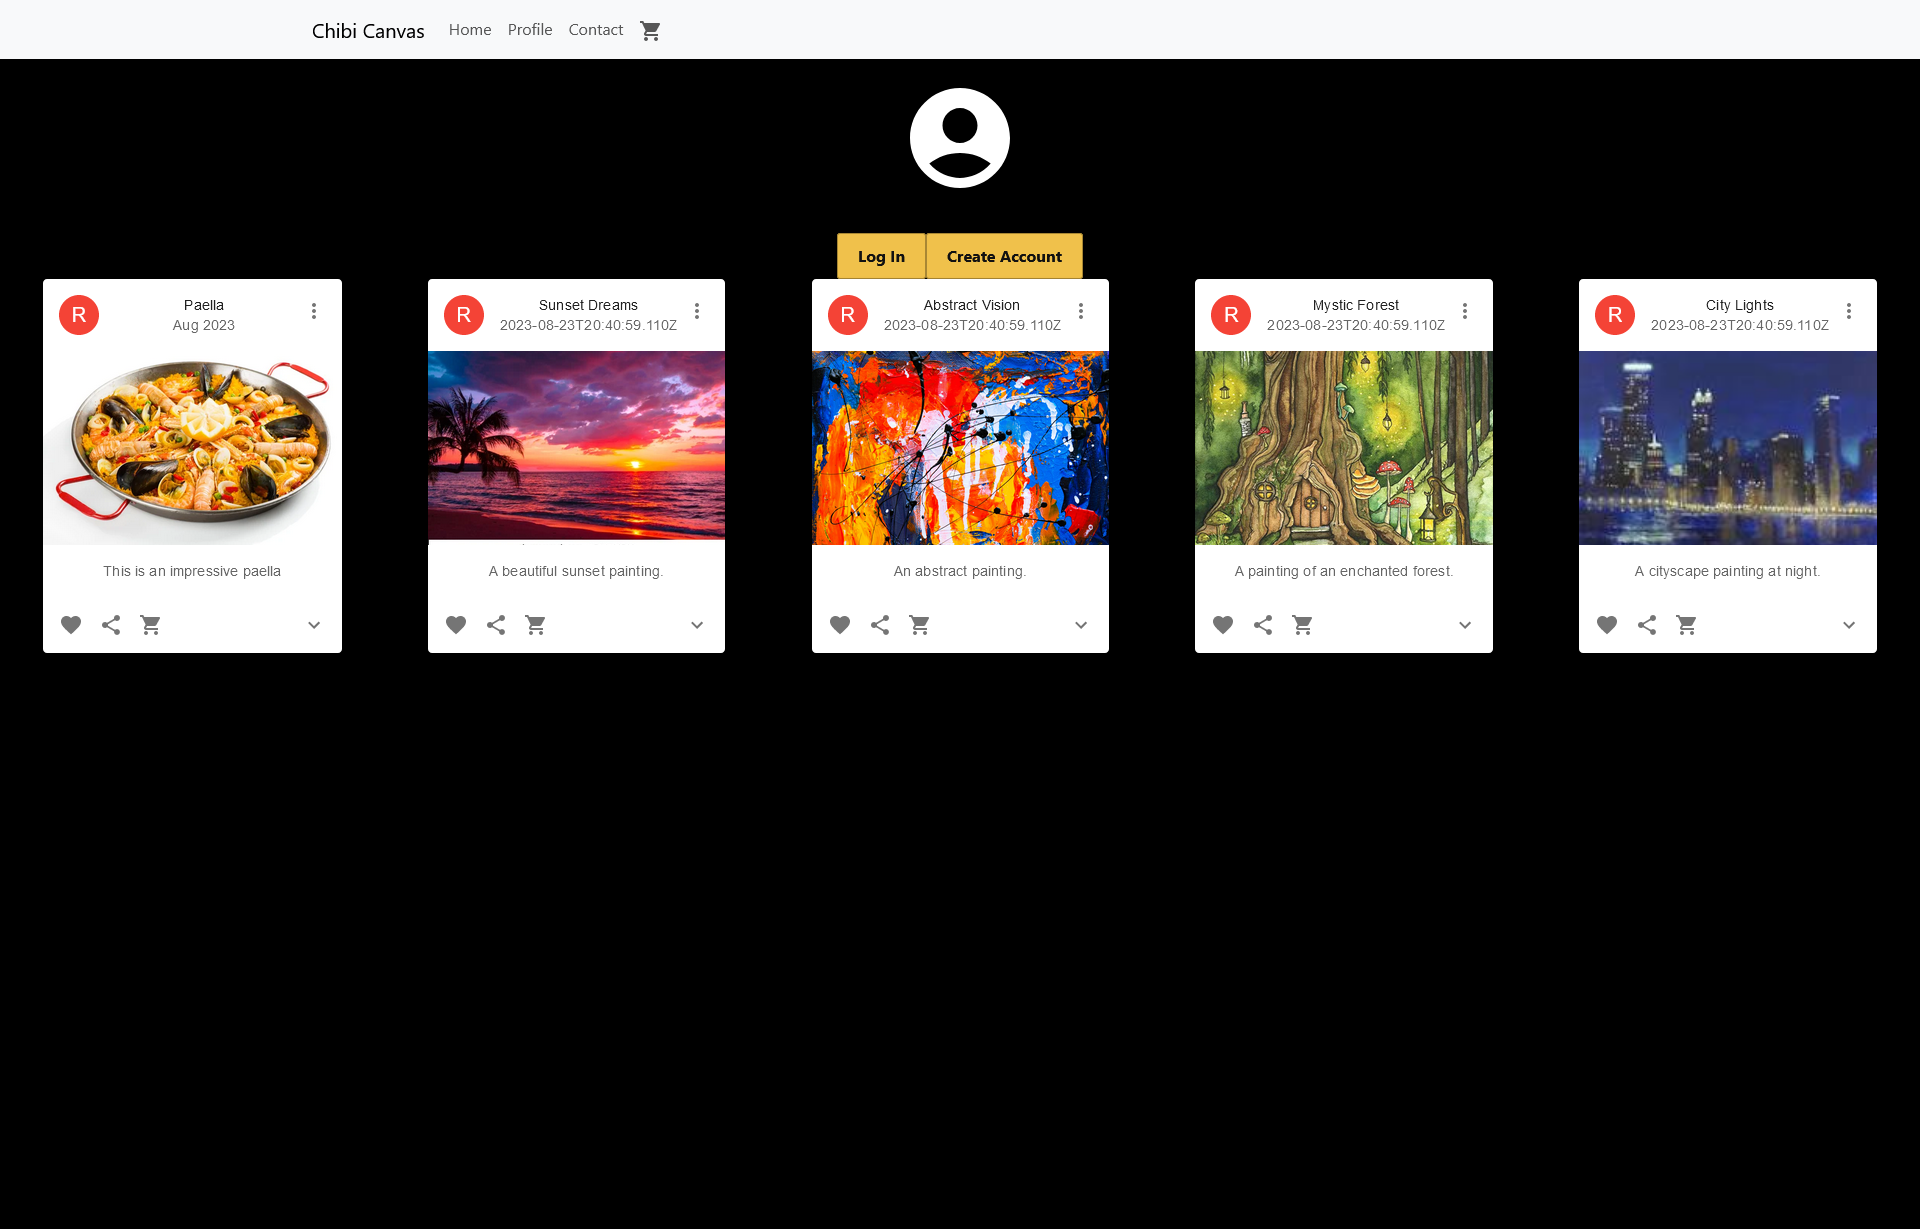 Chibi Canvas Home Profile Contact
Log In Create Account
R
Paella
Aug 2023
This is an impressive paella
R
Sunset Dreams
2023-08-23T20:40:59.110Z
A beautiful sunset painting.
R
Abstract Vision
2023-08-23T20:40:59.110Z
An abstract painting.
R
Mystic Forest
2023-08-23T20:40:59.110Z
A painting of an enchanted forest.
R
City Lights
2023-08-23T20:40:59.110Z
A cityscape painting at night.